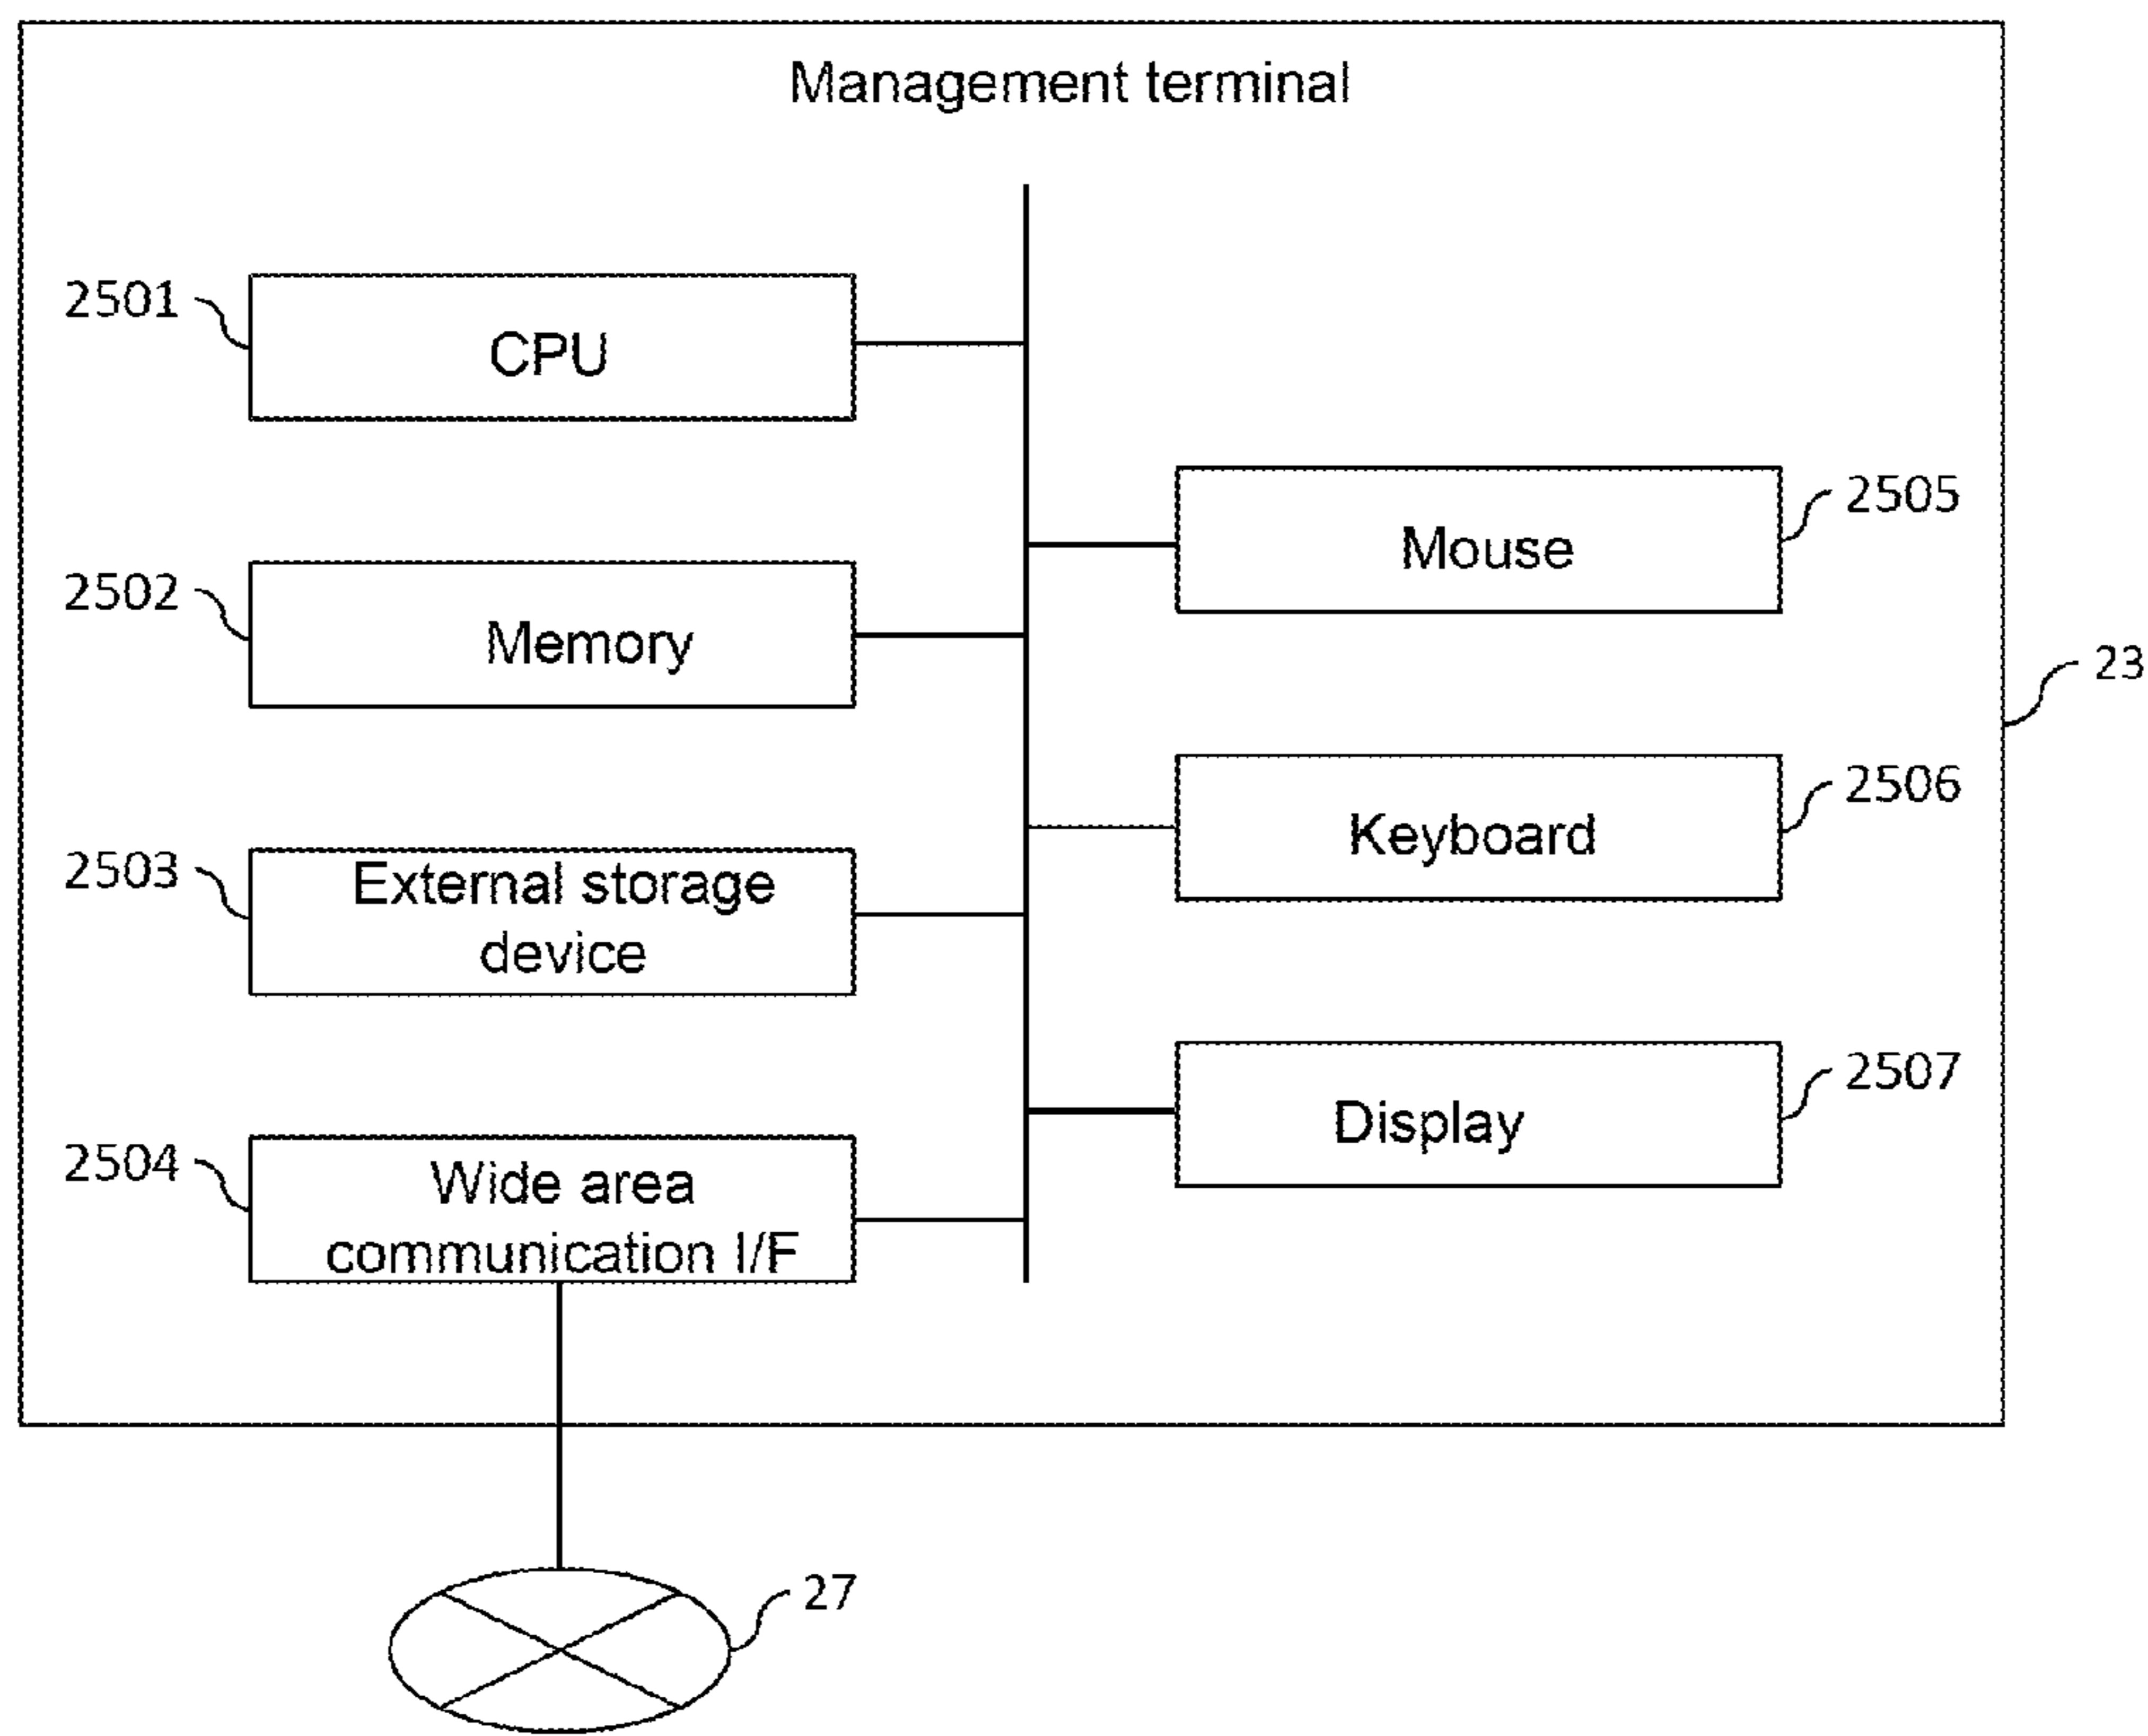 Management terminal
2501
CPU
2505
Mouse
2502
Memory
23
2506
Keyboard
2503
External storage
device
2507
Display
2504
Wide area
communication I/F
27